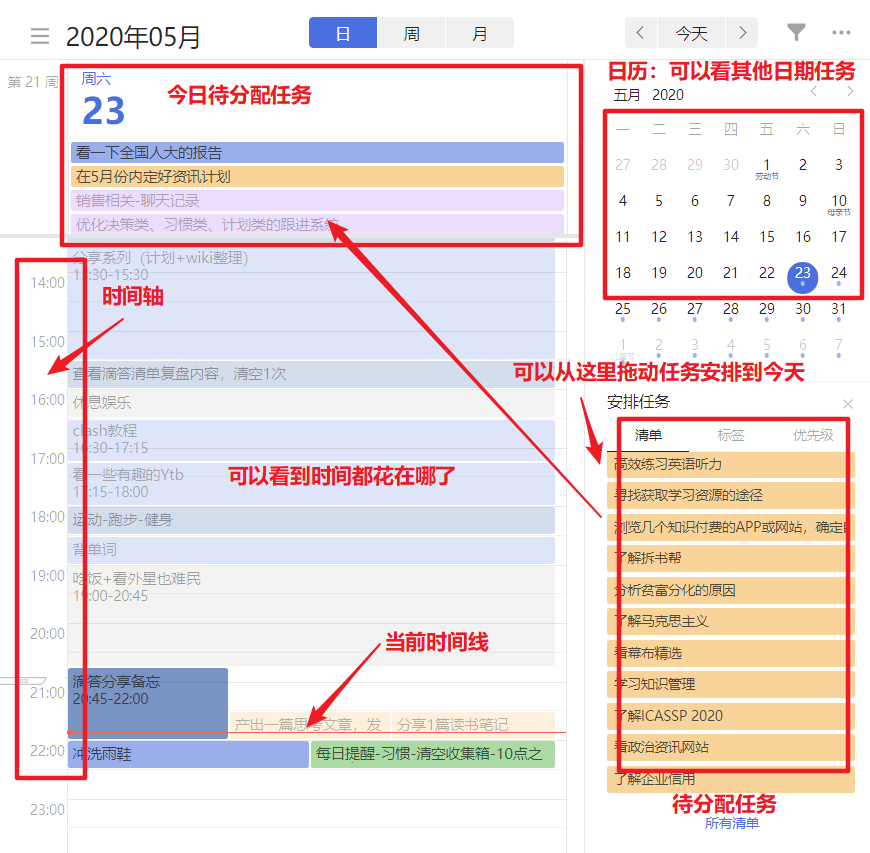 2020年05月
日 周 月
今天
第 21 周
周六
23
今日待分配任务
看一下全国人大的报告
在5月份内定好资讯计划
销售相关-聊天记录
优化决策类、习惯类、计划类的跟进系统
分享系列（计划+wiki整理）
13:30-15:30
14:00
时间轴
15:00
查看滴答清单复盘内容，清空1次
16:00
休息娱乐
clash教程
16:30-17:15
17:00
看一些有趣的Ytb
17:15-18:00
可以看到时间都花在哪了
18:00
运动-跑步-健身
背单词
19:00
吃饭+看外星也难民
19:00-20:45
20:00
当前时间线
21:00
滴答分享备忘
20:45-22:00
产出一篇思考文章，发
分享1篇读书笔记
22:00
冲洗雨鞋
每日提醒-习惯-清空收集箱-10点之
23:00
日历：可以看其他日期任务
五月 2020
一 二 三 四 五 六 日
27 28 29 30 1 2 3
劳动节
4 5 6 7 8 9 10
母亲节
11 12 13 14 15 16 17
18 19 20 21 22 23 24
25 26 27 28 29 30 31
1 2 3 4 5 6 7
可以从这里拖动任务安排到今天
安排任务
清单 标签 优先级
高效练习英语听力
寻找获取学习资源的途径
浏览几个知识付费的APP或网站，确定
了解拆书帮
分析贫富分化的原因
了解马克思主义
看幕布精选
学习知识管理
了解ICASSP 2020
看政治资讯网站
了解企业信用
待分配任务
所有清单